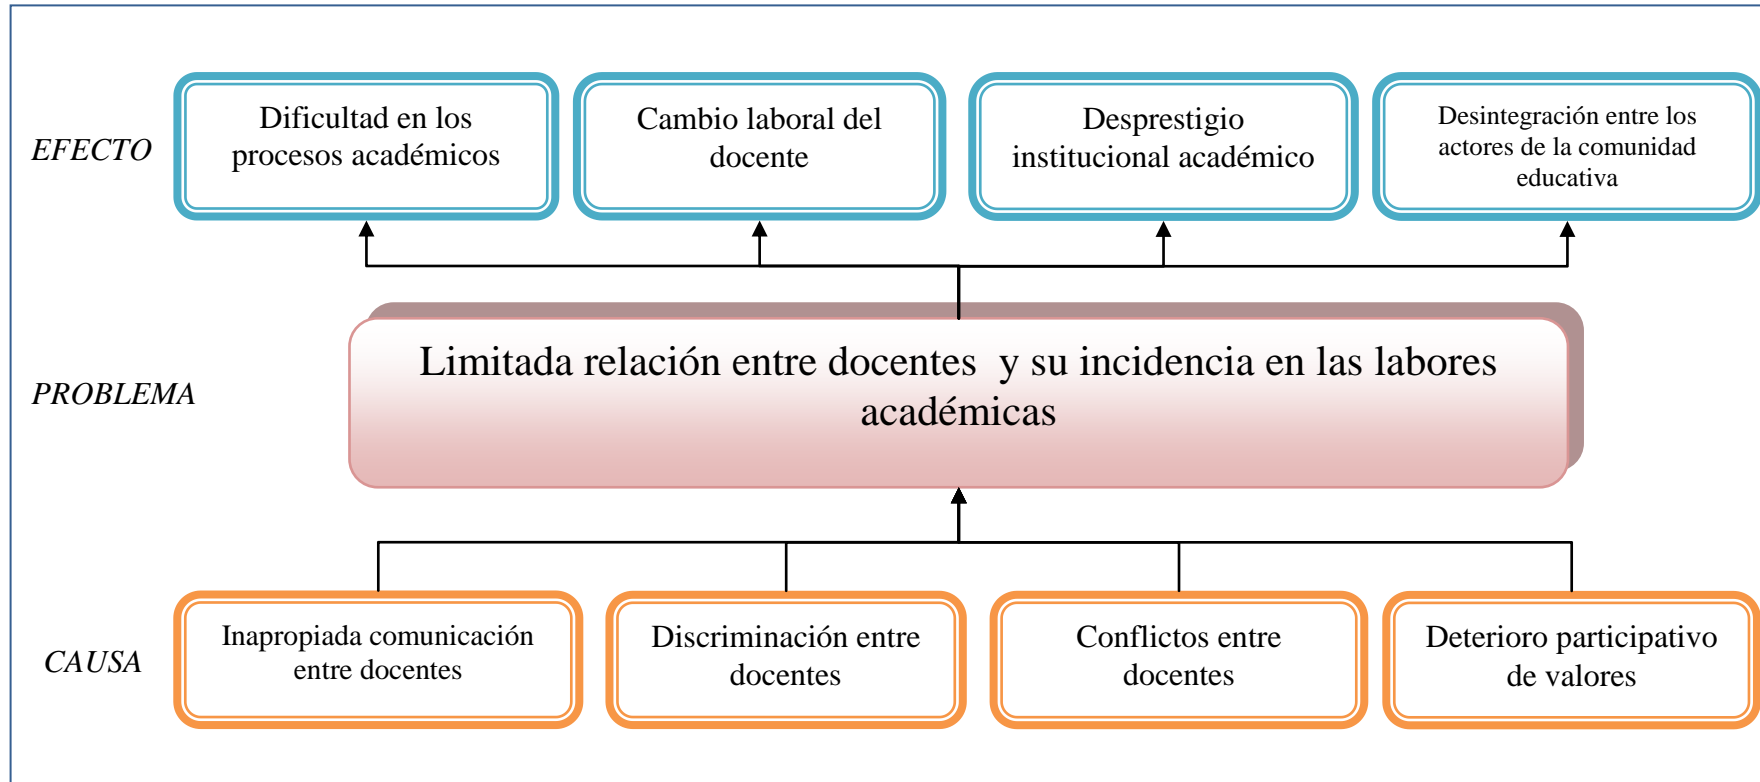 EFECTO
Dificultad en los
procesos académicos
Cambio laboral del
docente
Desprestigio
institucional académico
Desintegración entre los
actores de la comunidad
educativa
PROBLEMA
Limitada relación entre docentes  y su incidencia en las labores
académicas
CAUSA
Inapropiada comunicación
entre docentes
Discriminación entre
docentes
Conflictos entre
docentes
Deterioro participativo
de valores